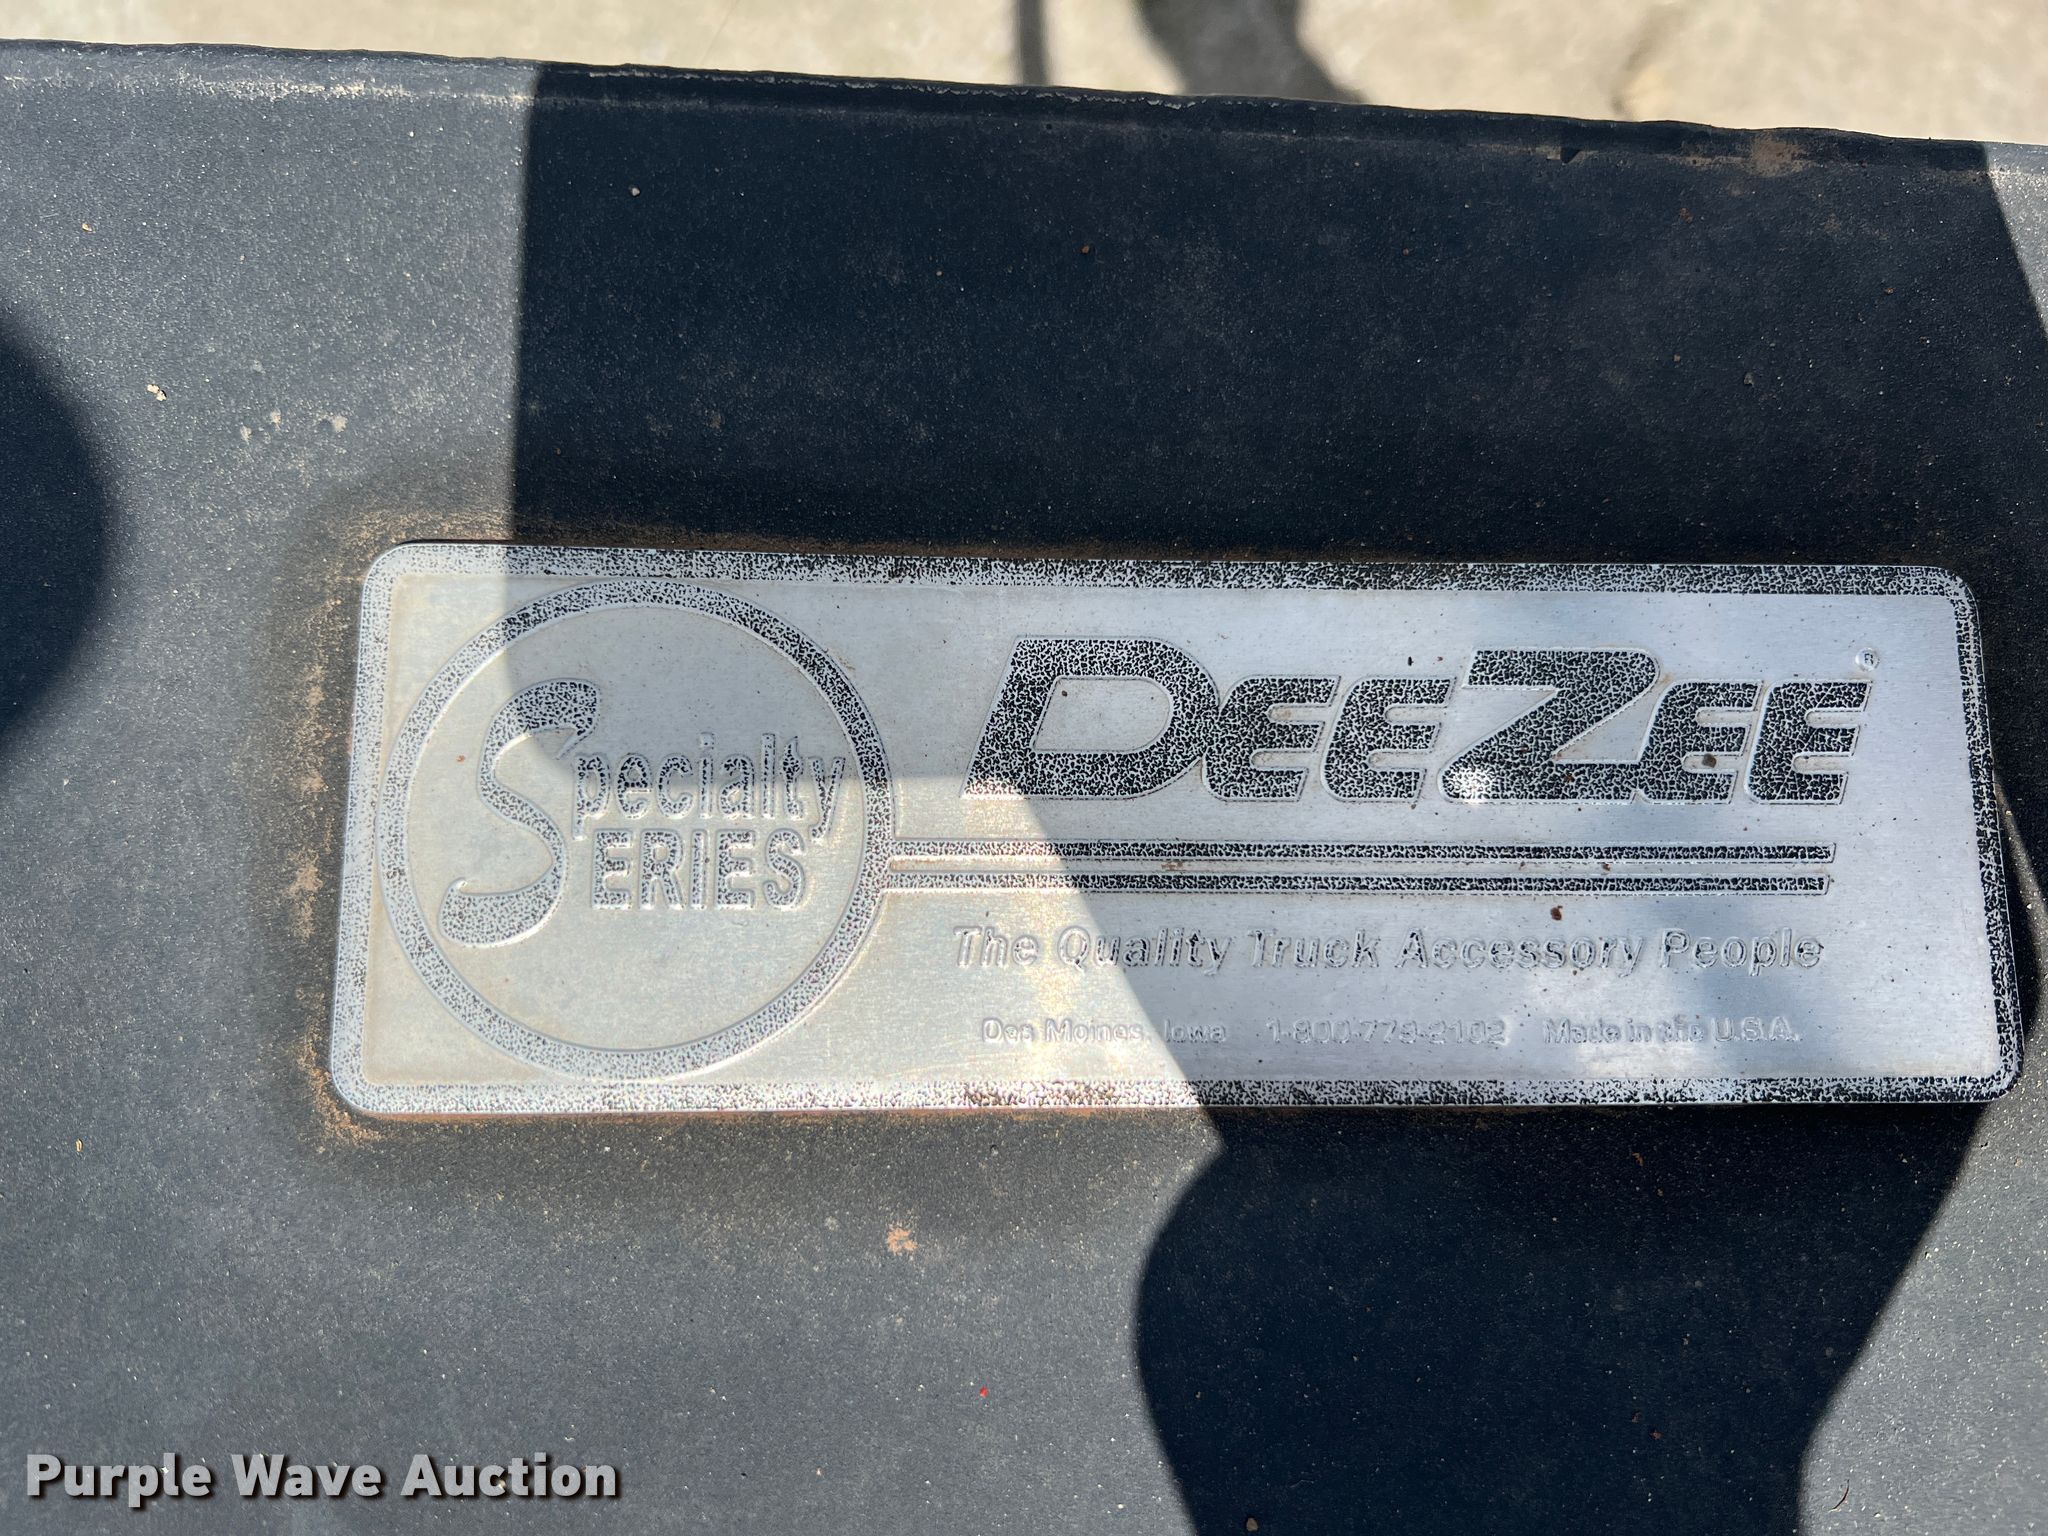 Specialty
SERIES
DEEZEE®
The Quality Truck Accessory People
Des Moines, Iowa 1-800-779-2102 Made in the U.S.A.
Purple Wave Auction